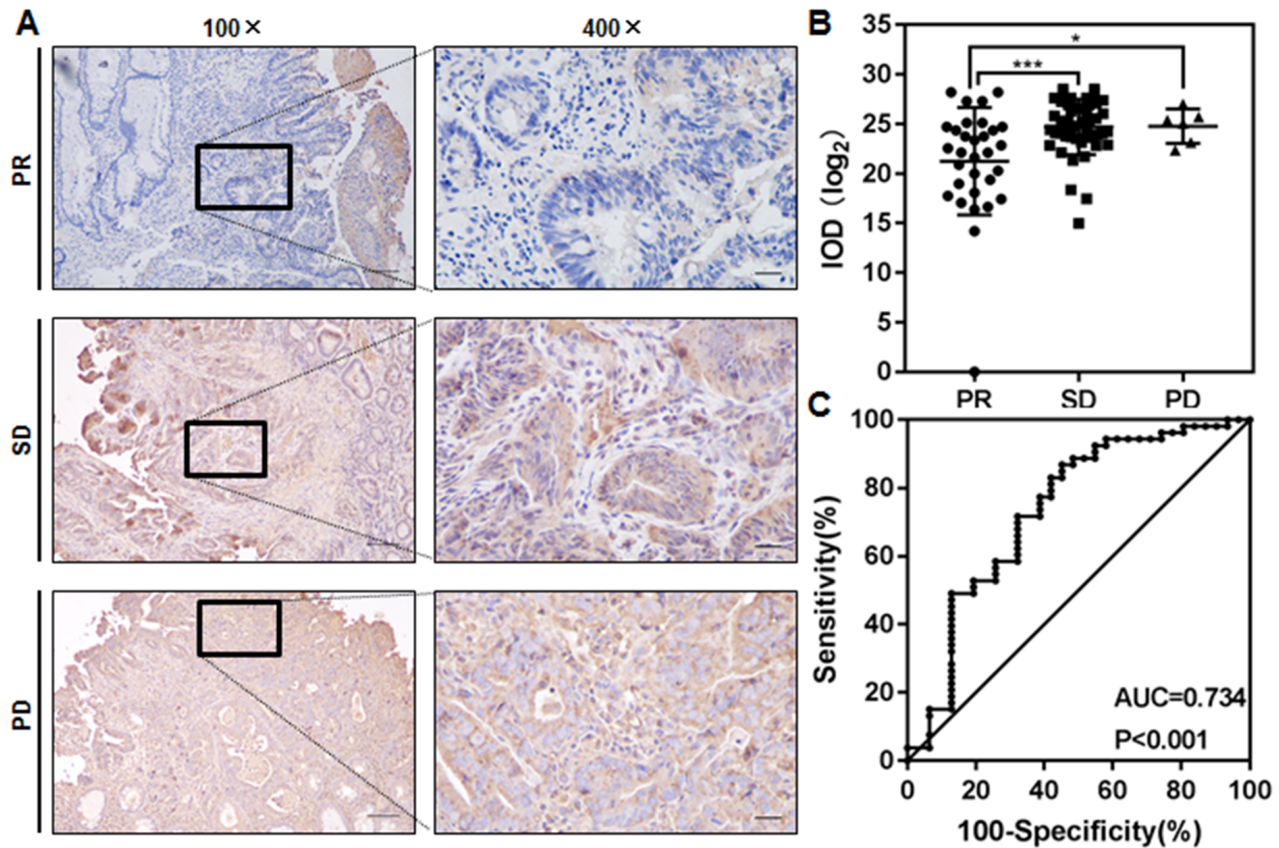 A
100×
400×
PR
SD
PD
B
35
30
25
20
15
10
5
0
IOD (log2)
*
***
PR
SD
PD
C
100
80
60
40
20
0
Sensitivity(%)
AUC=0.734
P<0.001
0
20
40
60
80
100
100-Specificity(%)